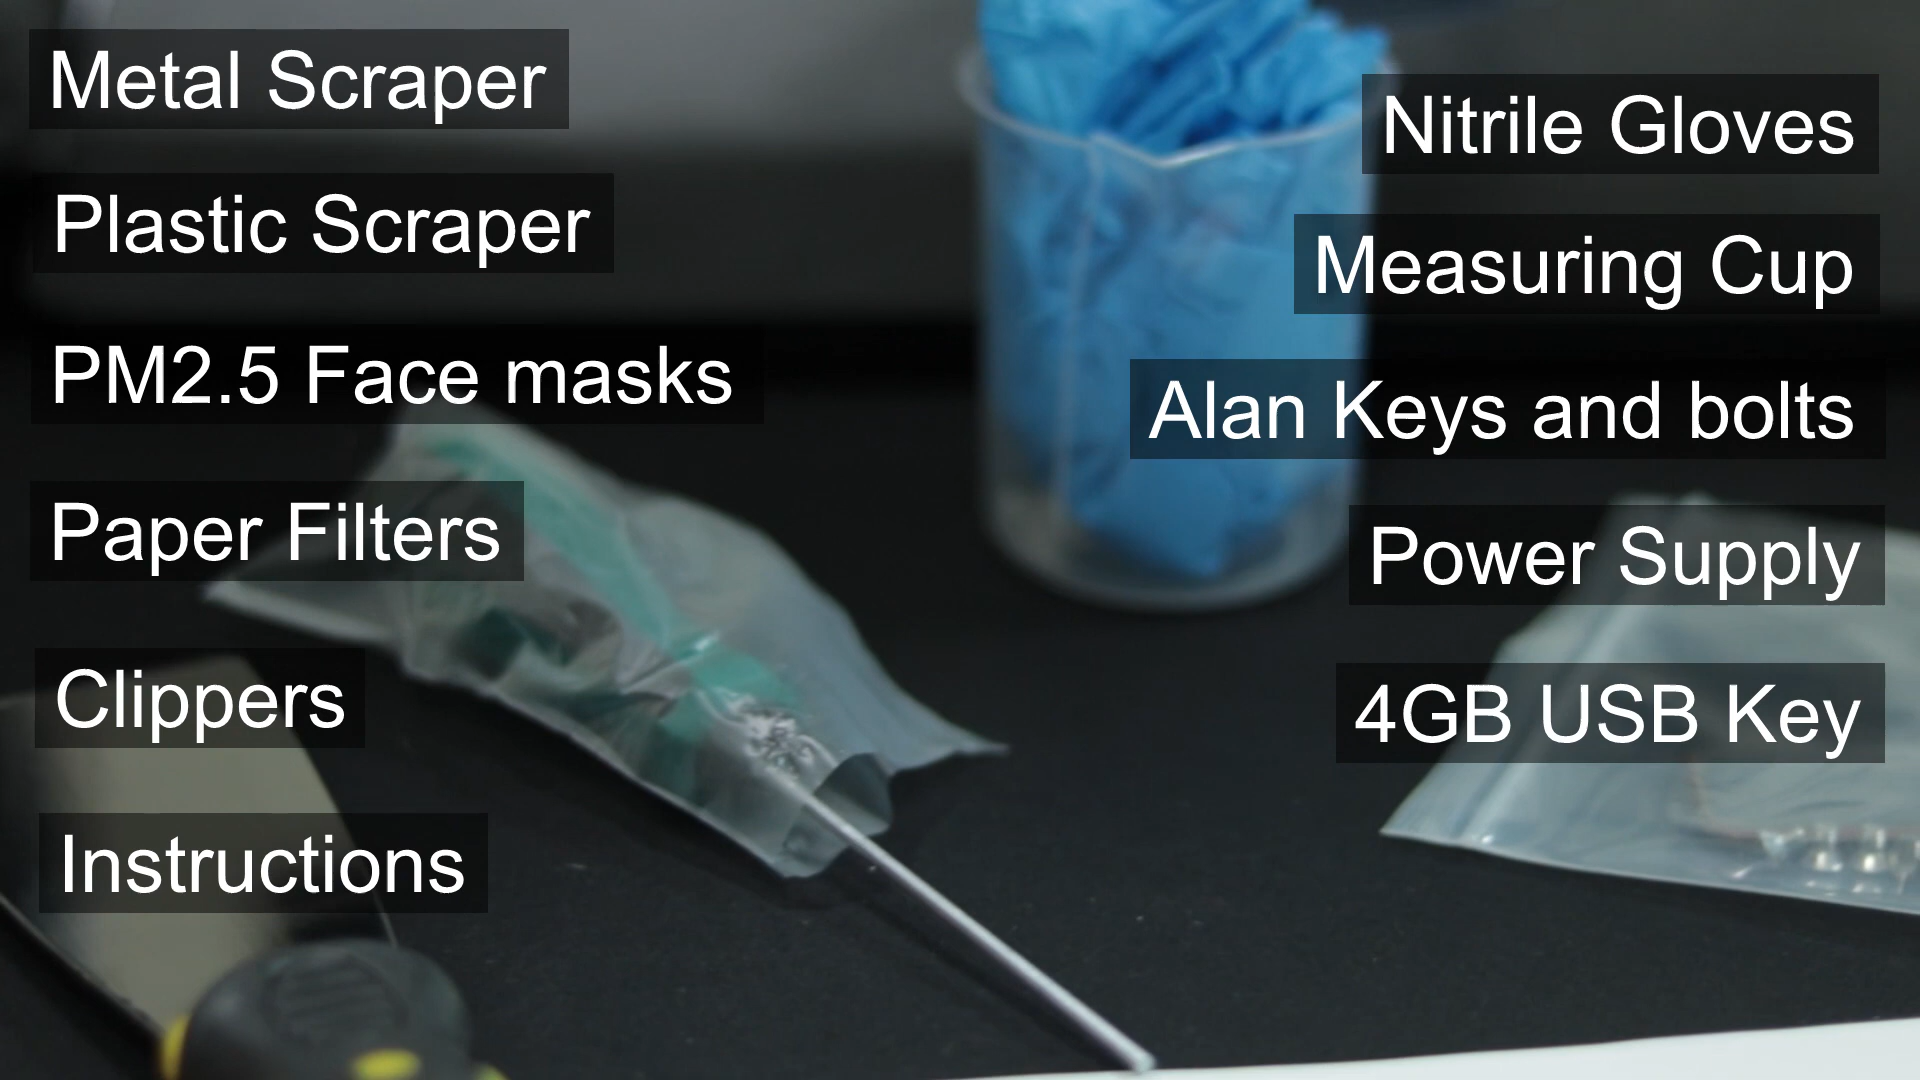 Metal Scraper
Plastic Scraper
PM2.5 Face masks
Paper Filters
Clippers
Instructions
Nitrile Gloves
Measuring Cup
Alan Keys and bolts
Power Supply
4GB USB Key